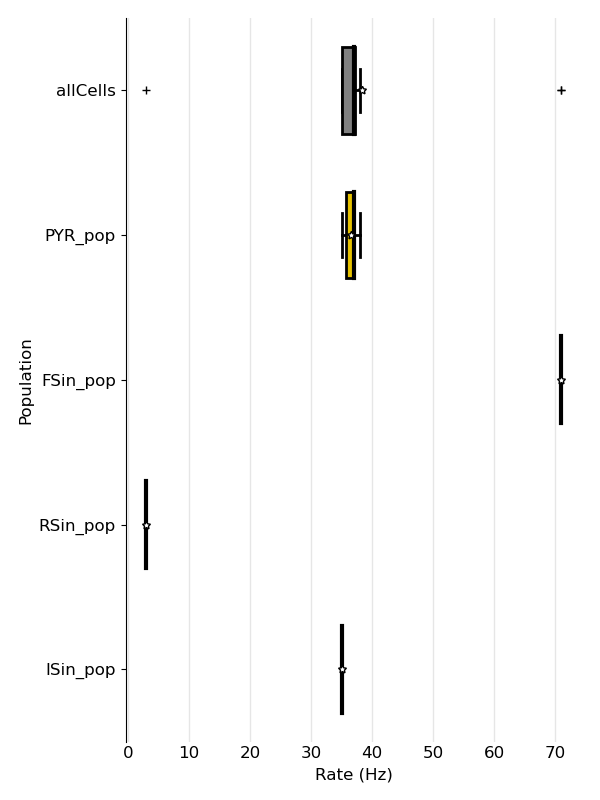 allCells
PYR_pop
FSin_pop
RSin_pop
ISin_pop
Population
0 10 20 30 40 50 60 70
Rate (Hz)